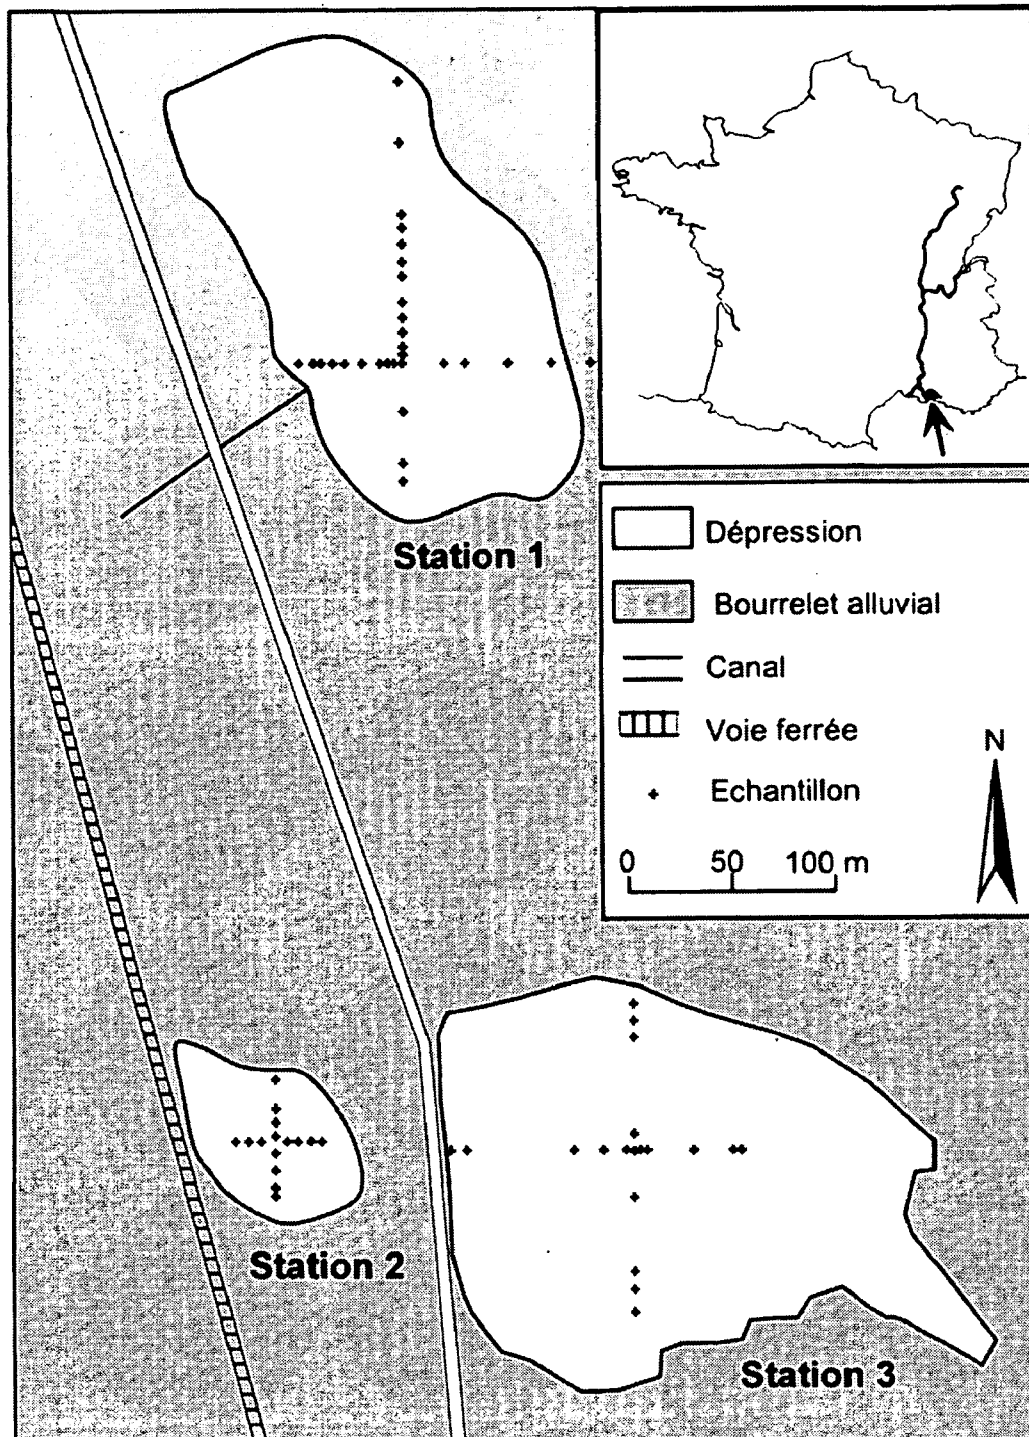 Station 1
Dépression
Bourrelet alluvial
Canal
Voie ferrée
Echantillon
N
0 50 100 m
Station 2
Station 3